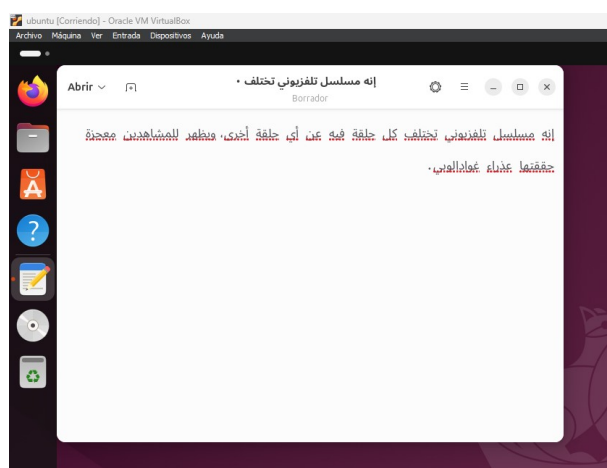 ubuntu [Corriendo] - Oracle VM VirtualBox
Archivo Máquina Ver Entrada Dispositivos Ayuda
Abrir
إنه مسلسل تلفزيوني تختلف •
Borrador
إنه مسلسل تلفزيوني تختلف كل حلقة فيه عن أي حلقة أخرى، ويظهر للمشاهدين معجزة
حققتها عذراء غوادالوبي.